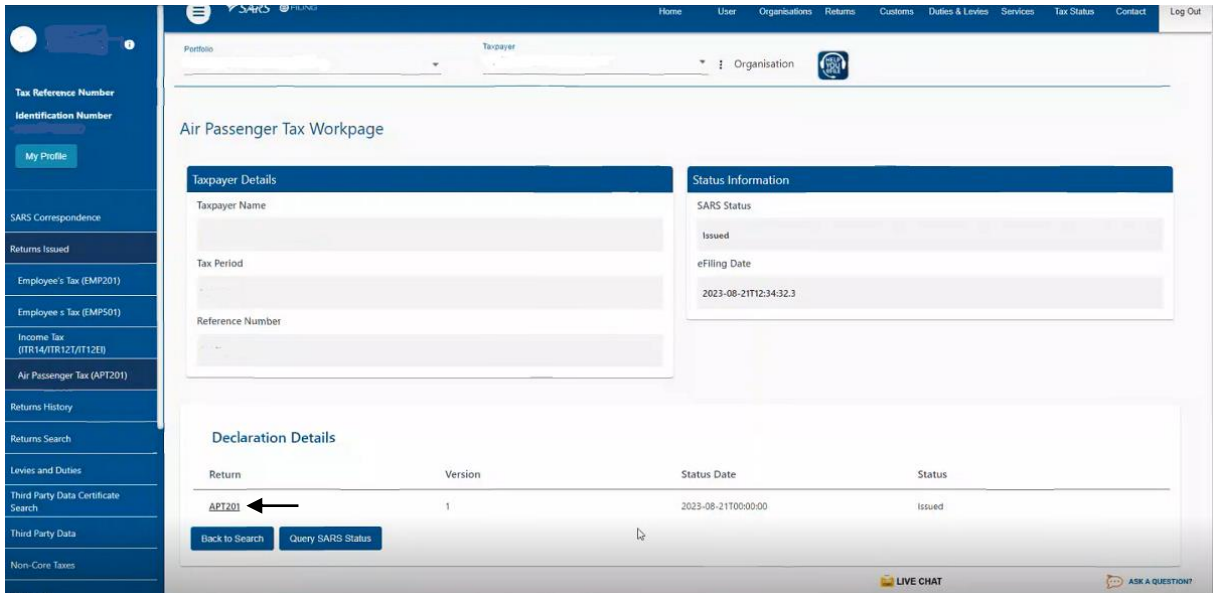 SARS eFILING
Home User Organisations Returns Customs Duties & Levies Services Tax Status Contact Log Out
Portfolio
Taxpayer
Organisation
HELP YOU eFILE
Tax Reference Number
Identification Number
My Profile
SARS Correspondence
Returns Issued
Employee's Tax (EMP201)
Employee s Tax (EMP501)
Income Tax
(ITR14/ITR12T/IT12EI)
Air Passenger Tax (APT201)
Returns History
Returns Search
Levies and Duties
Third Party Data Certificate
Search
Third Party Data
Non-Core Taxes
Air Passenger Tax Workpage
Taxpayer Details
Taxpayer Name
Tax Period
Reference Number
Status Information
SARS Status
Issued
eFiling Date
2023-08-21T12:34:32.3
Declaration Details
Return Version Status Date Status
APT201 1 2023-08-21T00:00:00 Issued
Back to Search Query SARS Status
LIVE CHAT
ASK A QUESTION?